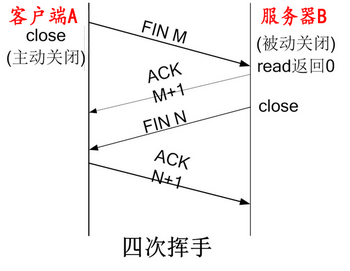 客户端A
close
(主动关闭)
服务器B
(被动关闭)
read返回0
FIN M
ACK
M+1
close
FIN N
ACK
N+1
四次挥手